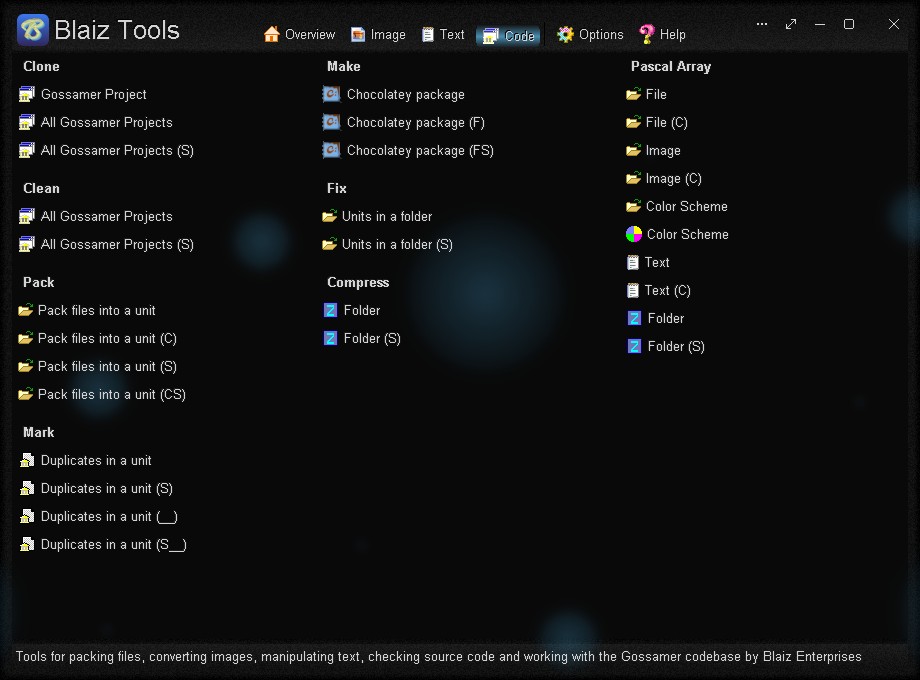 Blaiz Tools
Overview Image Text Code Options Help
Clone
Gossamer Project
All Gossamer Projects
All Gossamer Projects (S)
Clean
All Gossamer Projects
All Gossamer Projects (S)
Pack
Pack files into a unit
Pack files into a unit (C)
Pack files into a unit (S)
Pack files into a unit (CS)
Mark
Duplicates in a unit
Duplicates in a unit (S)
Duplicates in a unit (__)
Duplicates in a unit (S__)
Make
Chocolatey package
Chocolatey package (F)
Chocolatey package (FS)
Fix
Units in a folder
Units in a folder (S)
Compress
Folder
Folder (S)
Pascal Array
File
File (C)
Image
Image (C)
Color Scheme
Color Scheme
Text
Text (C)
Folder
Folder (S)
Tools for packing files, converting images, manipulating text, checking source code and working with the Gossamer codebase by Blaiz Enterprises